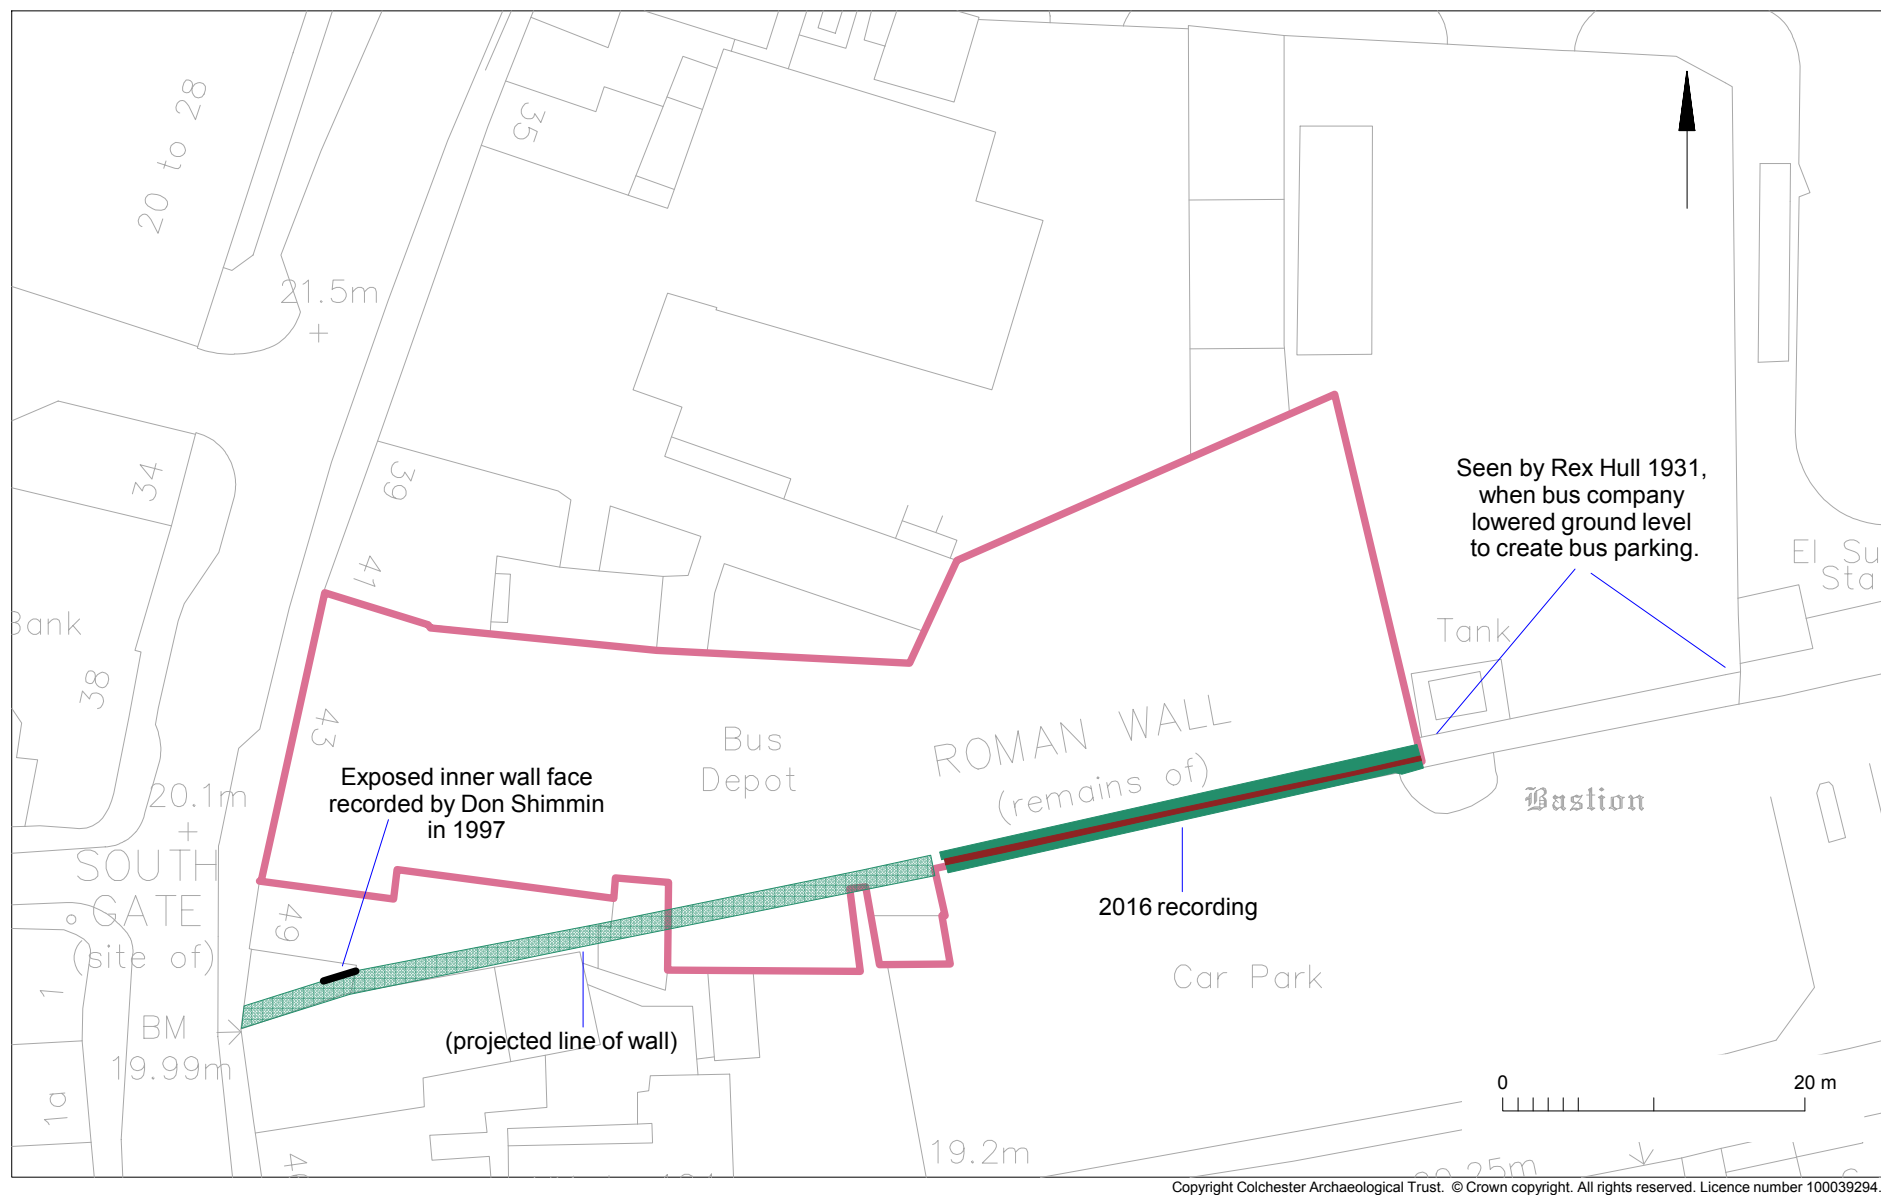 20 to 28
35
21.5m
39
34
41
Bank
38
43
Seen by Rex Hull 1931,
when bus company
lowered ground level
to create bus parking.
El Su
Sta
Tank
Bus
Depot
ROMAN WALL
(remains of)
Exposed inner wall face
recorded by Don Shimmin
in 1997
20.1m
Bastion
SOUTH
GATE
(site of)
49
2016 recording
Car Park
1
BM
19.99m
(projected line of wall)
1a
0 20 m
19.2m
Copyright Colchester Archaeological Trust. © Crown copyright. All rights reserved. Licence number 100039294.